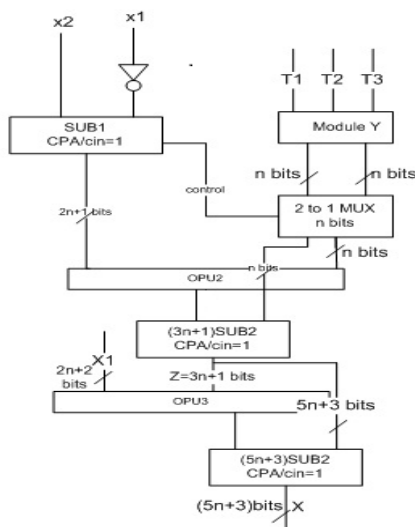 x2
x1
T1
T2
T3
SUB1
CPA/cin=1
Module Y
n bits
n bits
control
2 to 1 MUX
n bits
2n+1 bits
n bits
n bits
OPU2
(3n+1)SUB2
CPA/cin=1
X1
2n+2
bits
Z=3n+1 bits
OPU3
5n+3 bits
(5n+3)SUB2
CPA/cin=1
(5n+3)bits
X